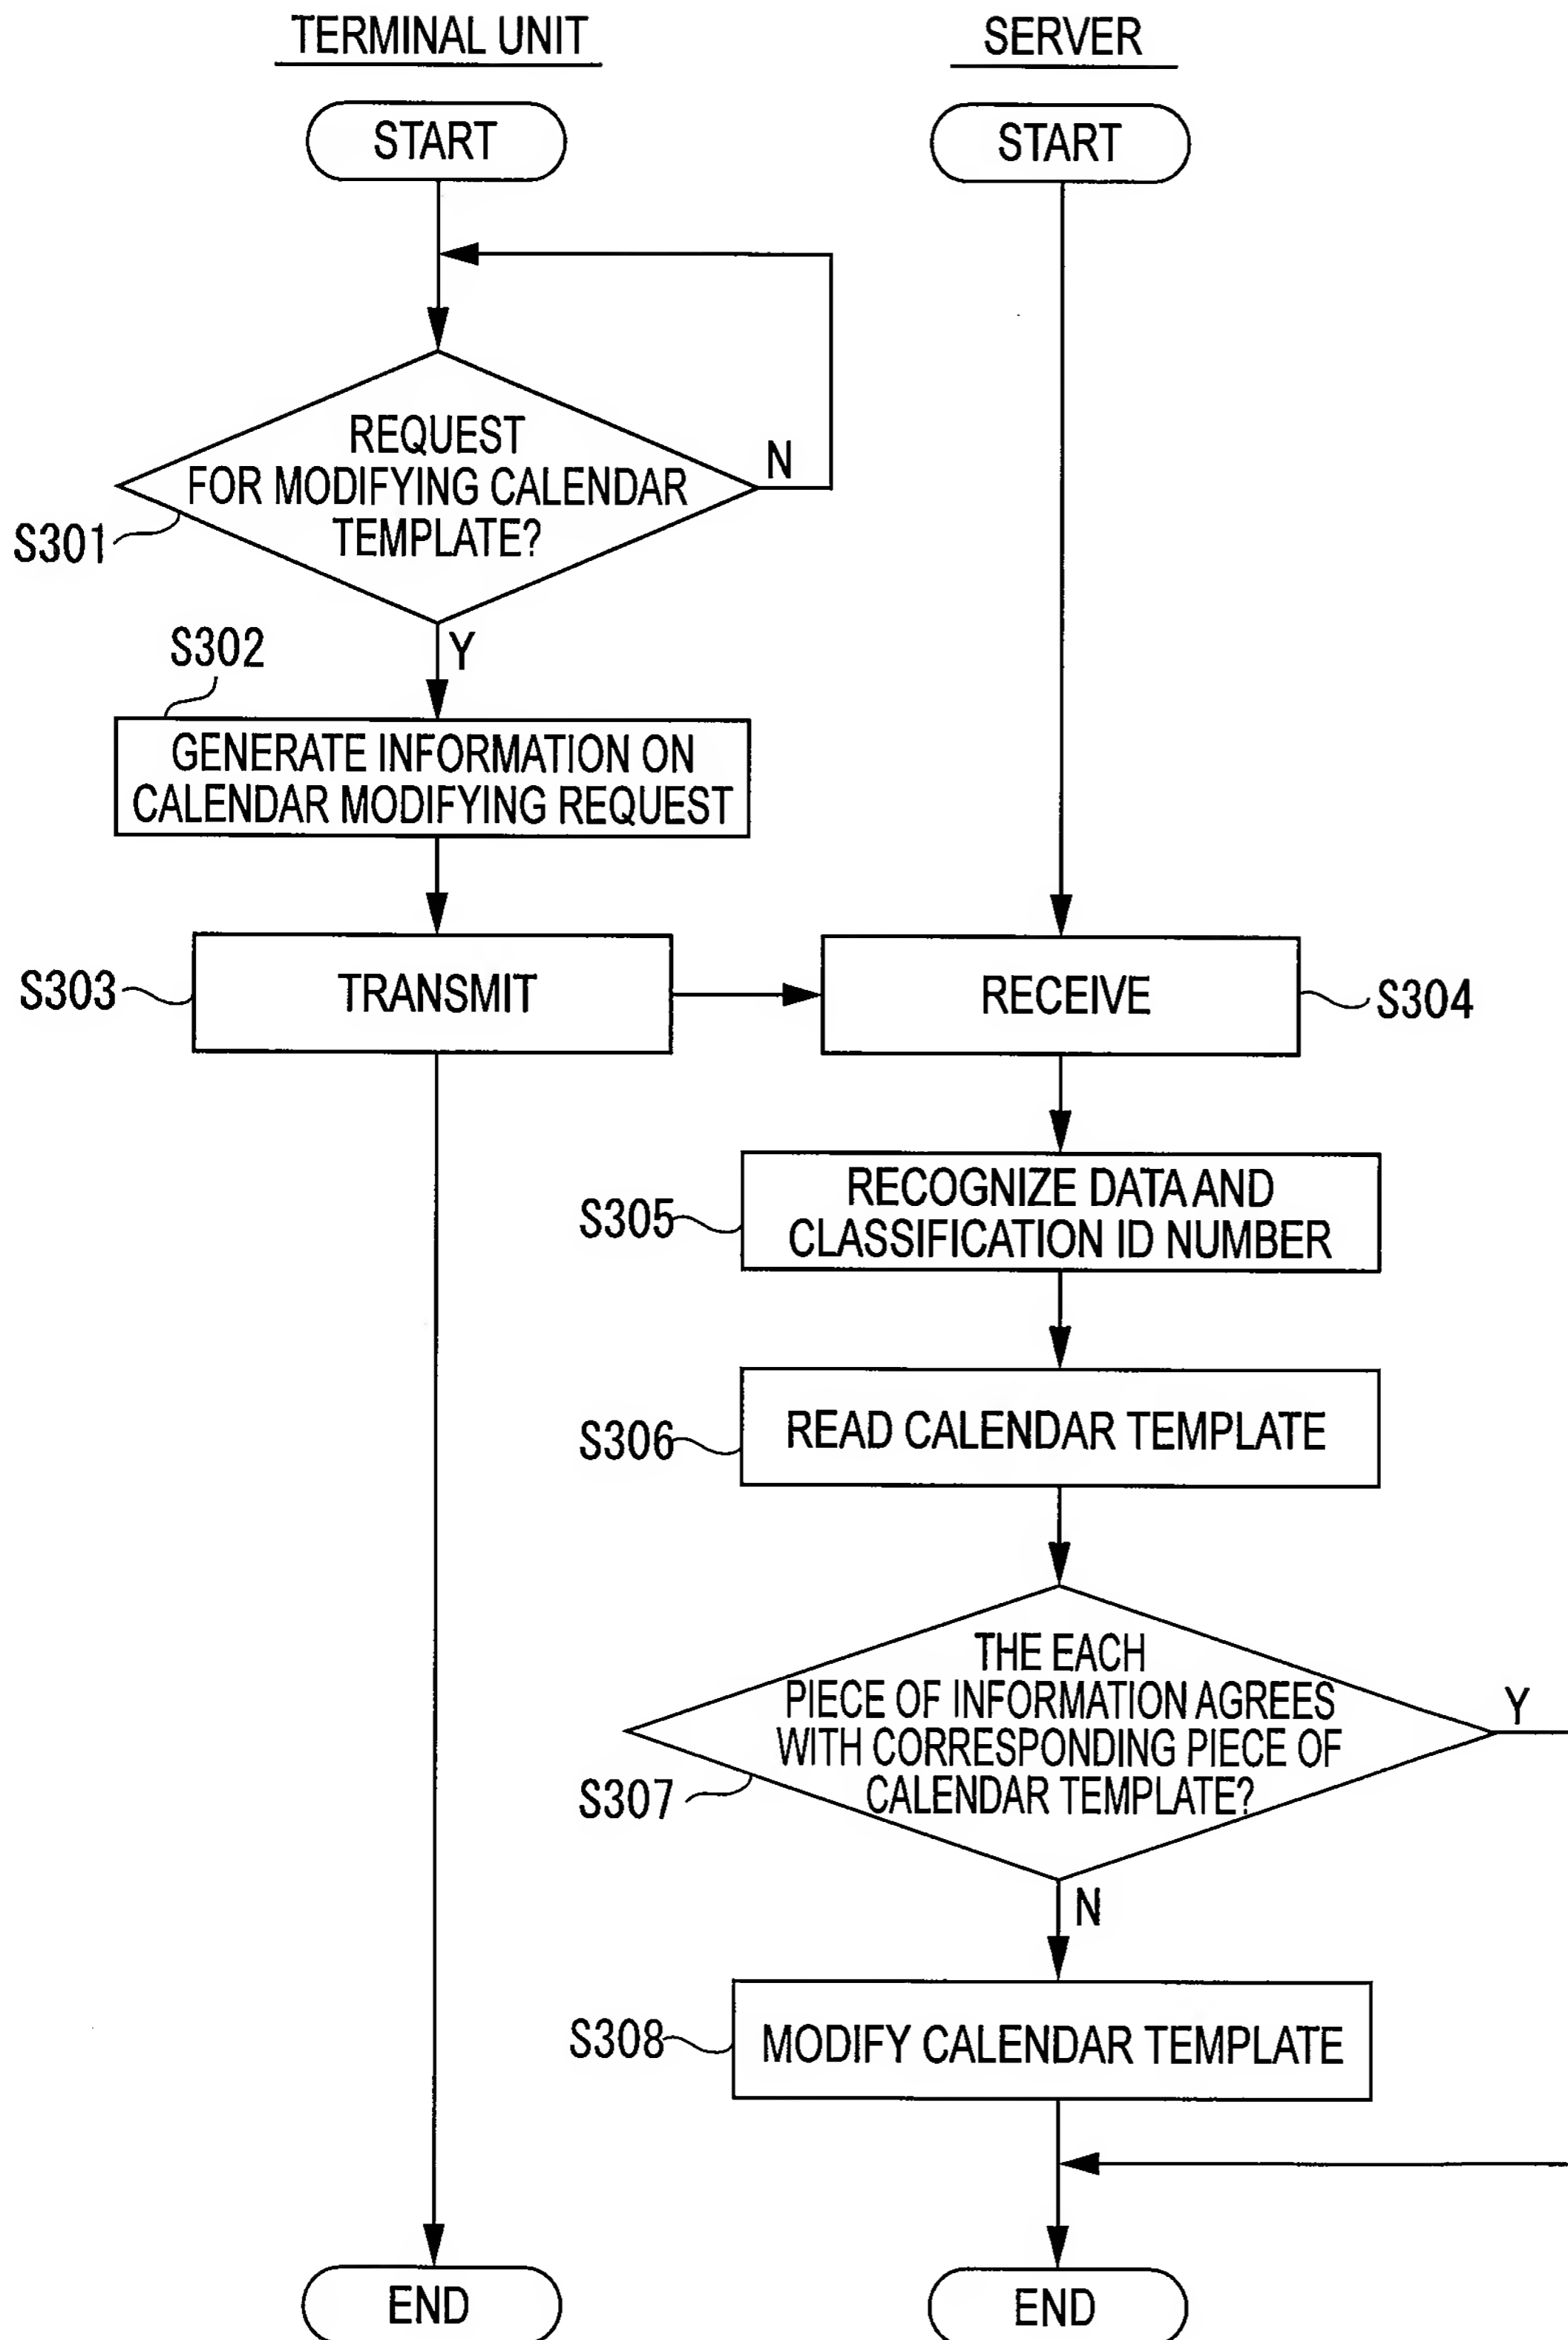 TERMINAL UNIT
SERVER
START
START
REQUEST
FOR MODIFYING CALENDAR
TEMPLATE?
N
S301
Y
S302
GENERATE INFORMATION ON
CALENDAR MODIFYING REQUEST
S303
TRANSMIT
RECEIVE
S304
S305
RECOGNIZE DATA AND
CLASSIFICATION ID NUMBER
S306
READ CALENDAR TEMPLATE
THE EACH
PIECE OF INFORMATION AGREES
WITH CORRESPONDING PIECE OF
CALENDAR TEMPLATE?
Y
S307
N
S308
MODIFY CALENDAR TEMPLATE
END
END